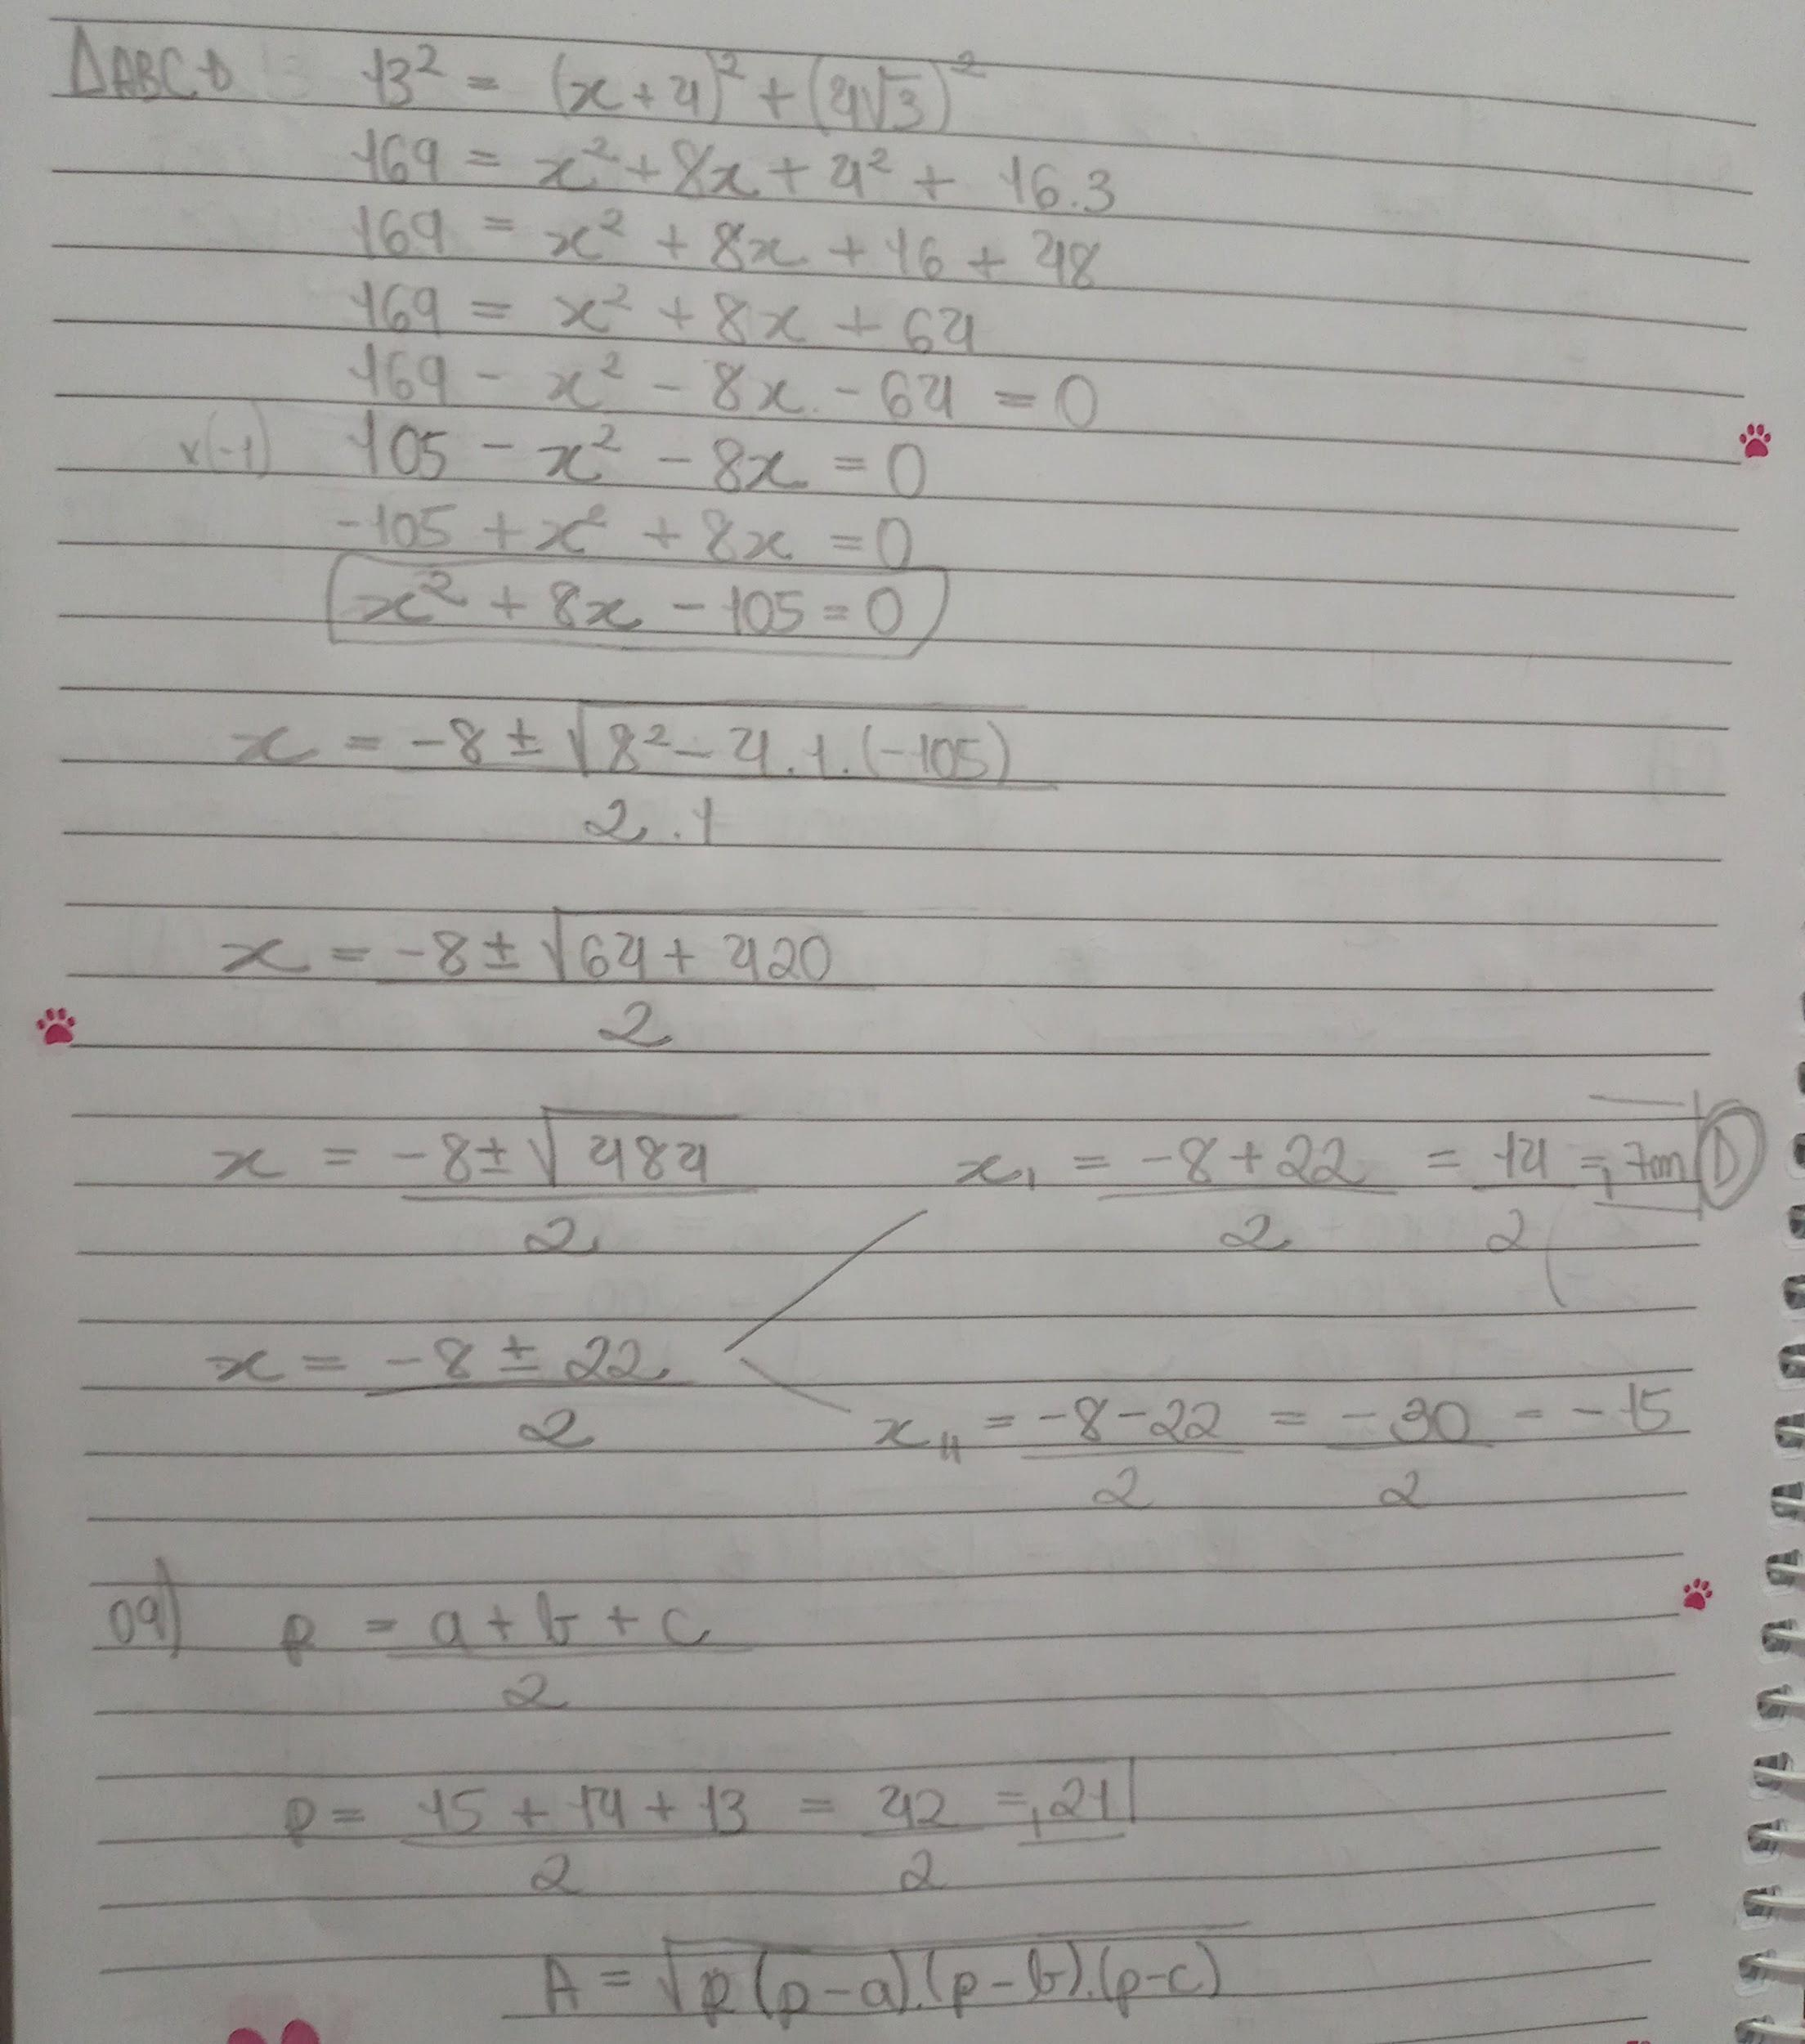 ΔABC→ 13² = (x+4)² + (4√3)²
169 = x² + 8x + 4² + 16.3
169 = x² + 8x + 16 + 48
169 = x² + 8x + 64
169 - x² - 8x - 64 = 0
x(-1) 105 - x² - 8x = 0
-105 + x² + 8x = 0
x² + 8x - 105 = 0
x = -8 ± √8² - 4.1.(-105)
2.1
x = -8 ± √64 + 420
2
x = -8 ± √484 x₁ = -8 + 22 = 14 = 7m D
2 2 2
x = -8 ± 22
2
x₁₁ = -8 - 22 = -30 = -15
2 2
09) p = a + b + c
2
p = 15 + 14 + 13 = 42 = 21
2 2
A = √p(p-a).(p-b).(p-c)